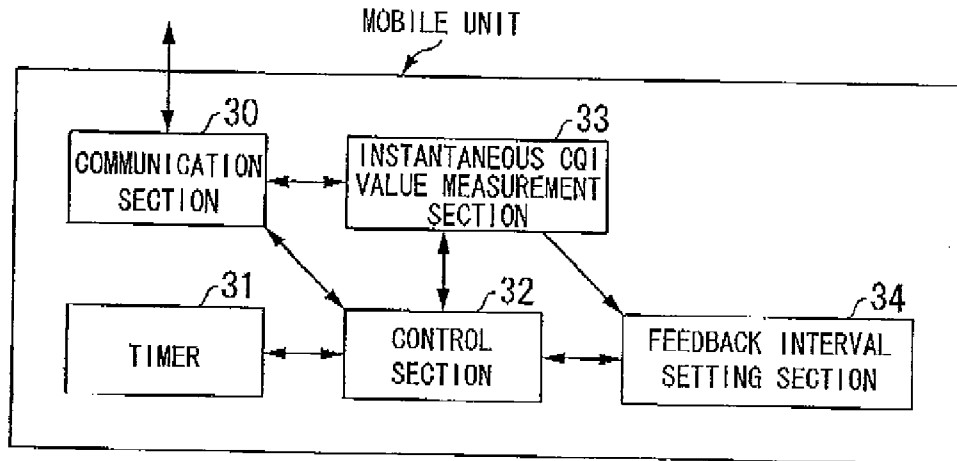 MOBILE UNIT
30
COMMUNICATION
SECTION
33
INSTANTANEOUS CQI
VALUE MEASUREMENT
SECTION
31
TIMER
32
CONTROL
SECTION
34
FEEDBACK INTERVAL
SETTING SECTION